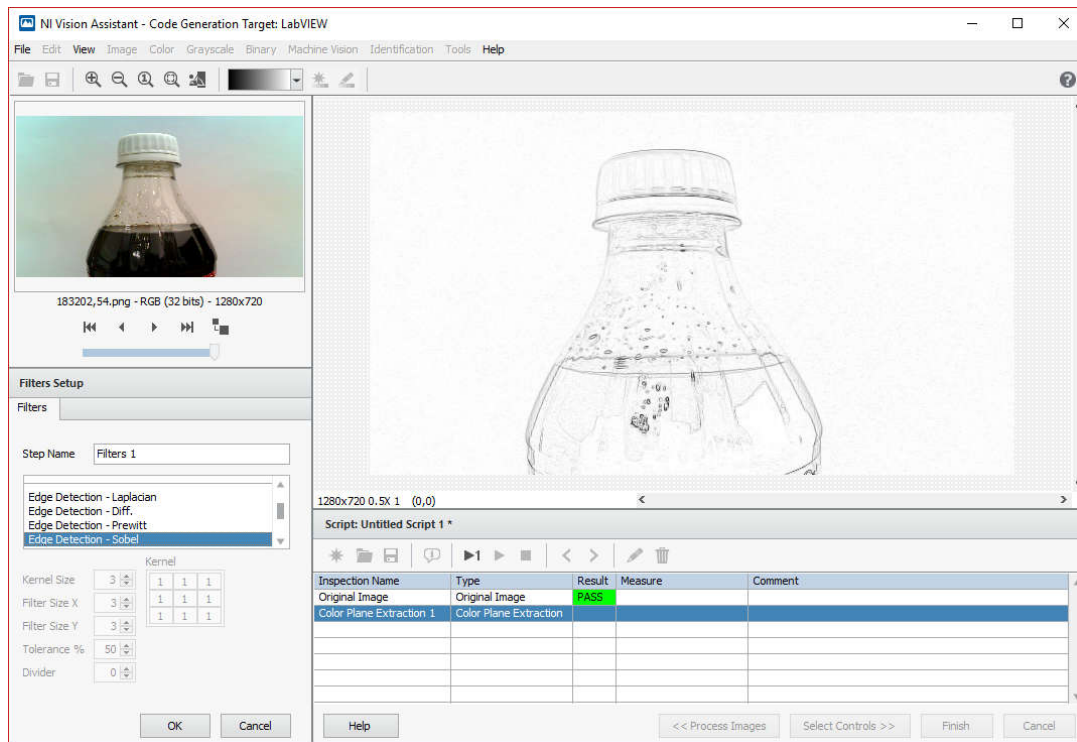 NI Vision Assistant - Code Generation Target: LabVIEW
File Edit View Image Color Grayscale Binary Machine Vision Identification Tools Help
183202,54.png - RGB (32 bits) - 1280x720
Filters Setup
Filters
Step Name Filters 1
Edge Detection - Laplacian
Edge Detection - Diff.
Edge Detection - Prewitt
Edge Detection - Sobel
Kernel
Kernel Size 3 1 1 1
Filter Size X 3 1 1 1
Filter Size Y 3 1 1 1
Tolerance % 50
Divider 0
OK Cancel
1280x720 0.5X 1 (0,0)
Script: Untitled Script 1 *
1
Inspection Name Type Result Measure Comment
Original Image Original Image PASS
Color Plane Extraction 1 Color Plane Extraction
Help << Process Images Select Controls >> Finish Cancel